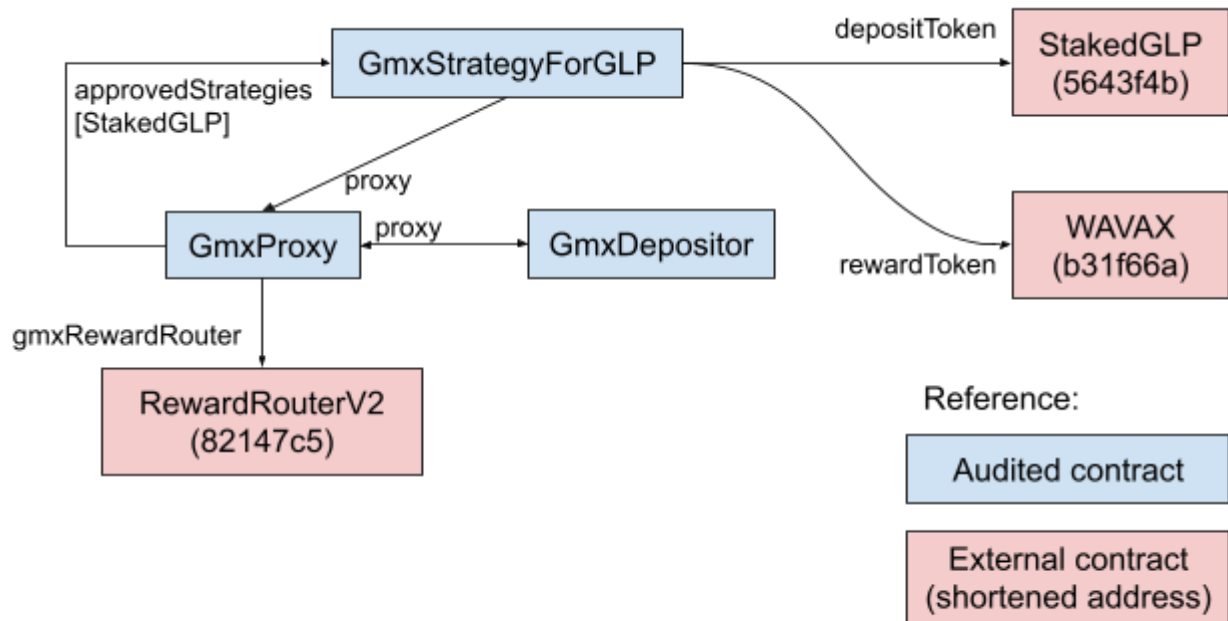 depositToken
StakedGLP
(5643f4b)
GmxStrategyForGLP
approvedStrategies
[StakedGLP]
proxy
GmxProxy
proxy
GmxDepositor
WAVAX
(b31f66a)
rewardToken
gmxRewardRouter
RewardRouterV2
(82147c5)
Reference:
Audited contract
External contract
(shortened address)